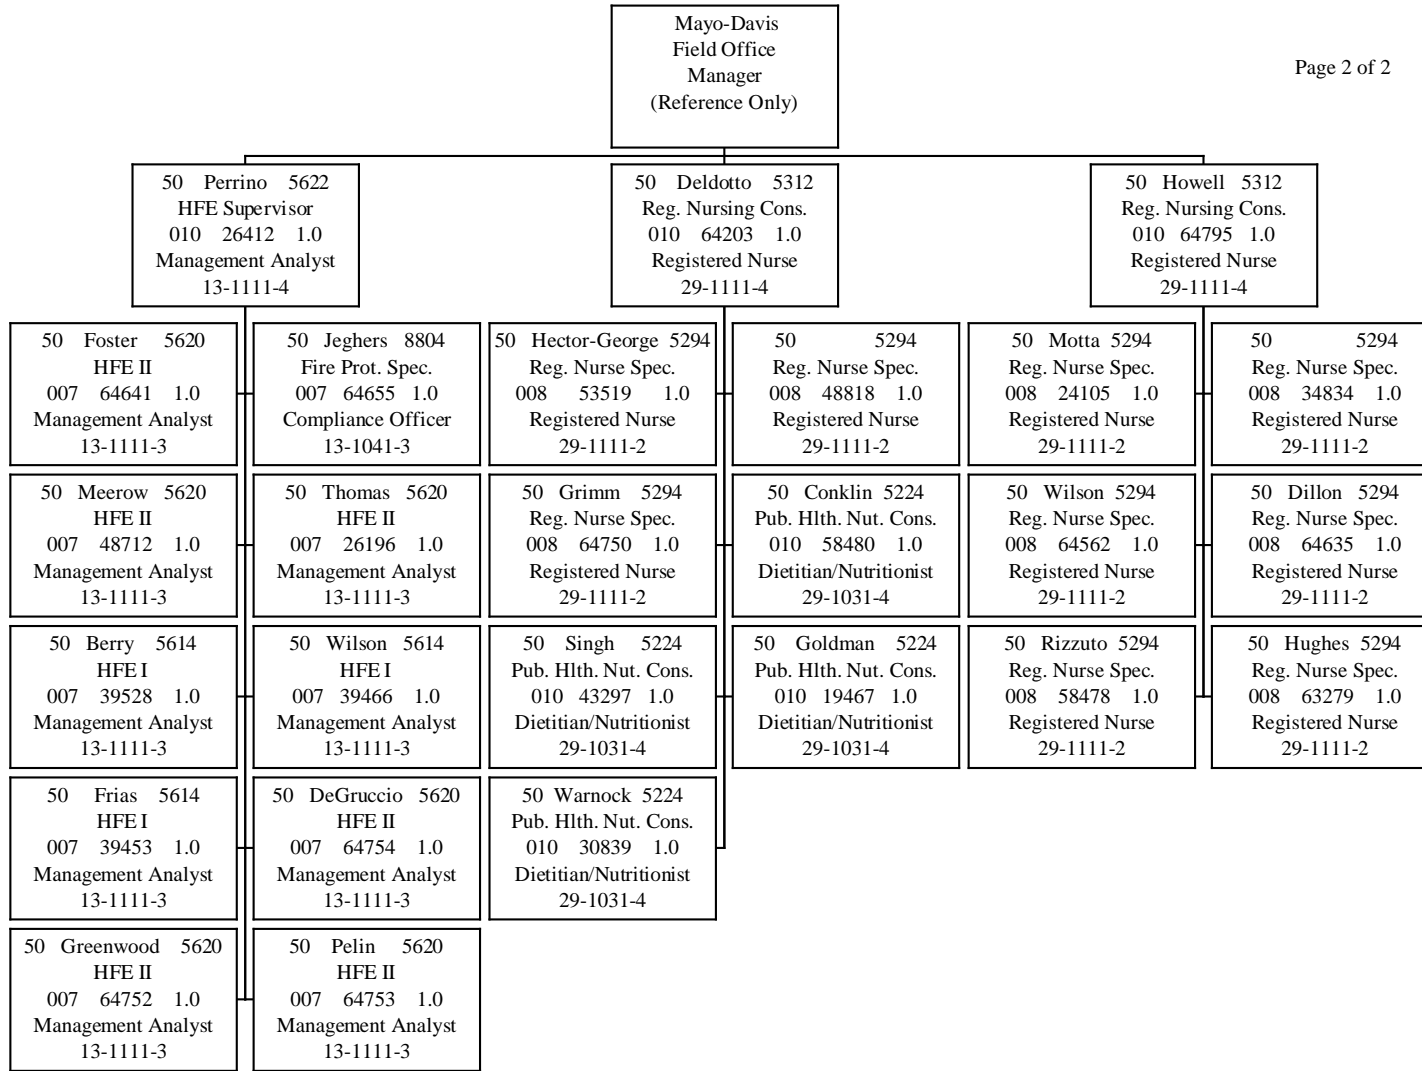 Mayo-Davis
Field Office
Manager
(Reference Only)
Page 2 of 2
50 Perrino 5622
HFE Supervisor
010 26412 1.0
Management Analyst
13-1111-4
50 Deldotto 5312
Reg. Nursing Cons.
010 64203 1.0
Registered Nurse
29-1111-4
50 Howell 5312
Reg. Nursing Cons.
010 64795 1.0
Registered Nurse
29-1111-4
50 Foster 5620
HFE II
007 64641 1.0
Management Analyst
13-1111-3
50 Jeghers 8804
Fire Prot. Spec.
007 64655 1.0
Compliance Officer
13-1041-3
50 Hector-George 5294
Reg. Nurse Spec.
008 53519 1.0
Registered Nurse
29-1111-2
50 5294
Reg. Nurse Spec.
008 48818 1.0
Registered Nurse
29-1111-2
50 Motta 5294
Reg. Nurse Spec.
008 24105 1.0
Registered Nurse
29-1111-2
50 5294
Reg. Nurse Spec.
008 34834 1.0
Registered Nurse
29-1111-2
50 Meerow 5620
HFE II
007 48712 1.0
Management Analyst
13-1111-3
50 Thomas 5620
HFE II
007 26196 1.0
Management Analyst
13-1111-3
50 Grimm 5294
Reg. Nurse Spec.
008 64750 1.0
Registered Nurse
29-1111-2
50 Conklin 5224
Pub. Hlth. Nut. Cons.
010 58480 1.0
Dietitian/Nutritionist
29-1031-4
50 Wilson 5294
Reg. Nurse Spec.
008 64562 1.0
Registered Nurse
29-1111-2
50 Dillon 5294
Reg. Nurse Spec.
008 64635 1.0
Registered Nurse
29-1111-2
50 Berry 5614
HFE I
007 39528 1.0
Management Analyst
13-1111-3
50 Wilson 5614
HFE I
007 39466 1.0
Management Analyst
13-1111-3
50 Singh 5224
Pub. Hlth. Nut. Cons.
010 43297 1.0
Dietitian/Nutritionist
29-1031-4
50 Goldman 5224
Pub. Hlth. Nut. Cons.
010 19467 1.0
Dietitian/Nutritionist
29-1031-4
50 Rizzuto 5294
Reg. Nurse Spec.
008 58478 1.0
Registered Nurse
29-1111-2
50 Hughes 5294
Reg. Nurse Spec.
008 63279 1.0
Registered Nurse
29-1111-2
50 Frias 5614
HFE I
007 39453 1.0
Management Analyst
13-1111-3
50 DeGruccio 5620
HFE II
007 64754 1.0
Management Analyst
13-1111-3
50 Warnock 5224
Pub. Hlth. Nut. Cons.
010 30839 1.0
Dietitian/Nutritionist
29-1031-4
50 Greenwood 5620
HFE II
007 64752 1.0
Management Analyst
13-1111-3
50 Pelin 5620
HFE II
007 64753 1.0
Management Analyst
13-1111-3